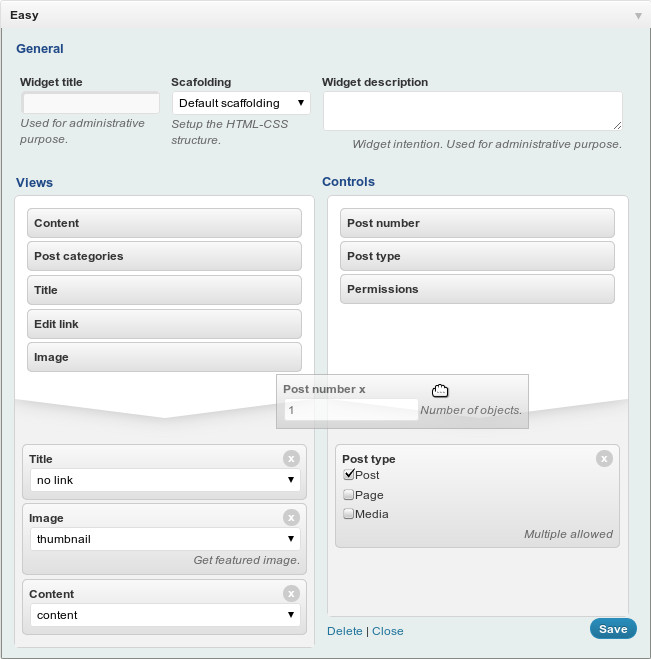 Easy
General
Widget title
Scafolding
Widget description
Default scaffolding
Used for administrative
purpose.
Setup the HTML-CSS
structure.
Widget intention. Used for administrative purpose.
Views
Controls
Content
Post categories
Title
Edit link
Image
Post number
Post type
Permissions
Post number x
1
Number of objects.
Title
x
no link
Image
x
thumbnail
Get featured image.
Content
x
content
Post type
x
Post
Page
Media
Multiple allowed
Delete | Close
Save